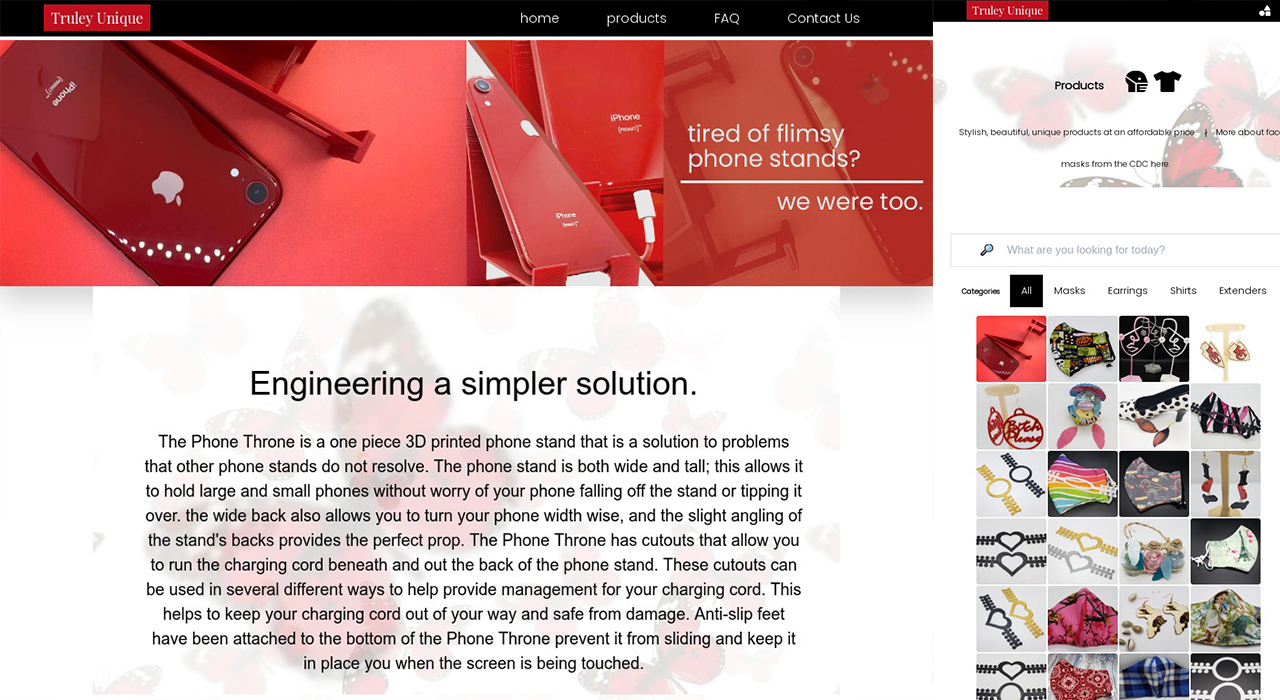 Truley Unique
home products FAQ Contact Us
iPhone
(PRODUCT)
iPhone
(PRODUCT)
iPhone
(PRODUCT)
tired of flimsy
phone stands?
we were too.
Engineering a simpler solution.
The Phone Throne is a one piece 3D printed phone stand that is a solution to problems
that other phone stands do not resolve. The phone stand is both wide and tall; this allows it
to hold large and small phones without worry of your phone falling off the stand or tipping it
over. the wide back also allows you to turn your phone width wise, and the slight angling of
the stand's backs provides the perfect prop. The Phone Throne has cutouts that allow you
to run the charging cord beneath and out the back of the phone stand. These cutouts can
be used in several different ways to help provide management for your charging cord. This
helps to keep your charging cord out of your way and safe from damage. Anti-slip feet
have been attached to the bottom of the Phone Throne prevent it from sliding and keep it
in place you when the screen is being touched.
Truley Unique
Products
Stylish, beautiful, unique products at an affordable price. | More about fac
masks from the CDC here.
What are you looking for today?
Categories All Masks Earrings Shirts Extenders
Bitch
Please